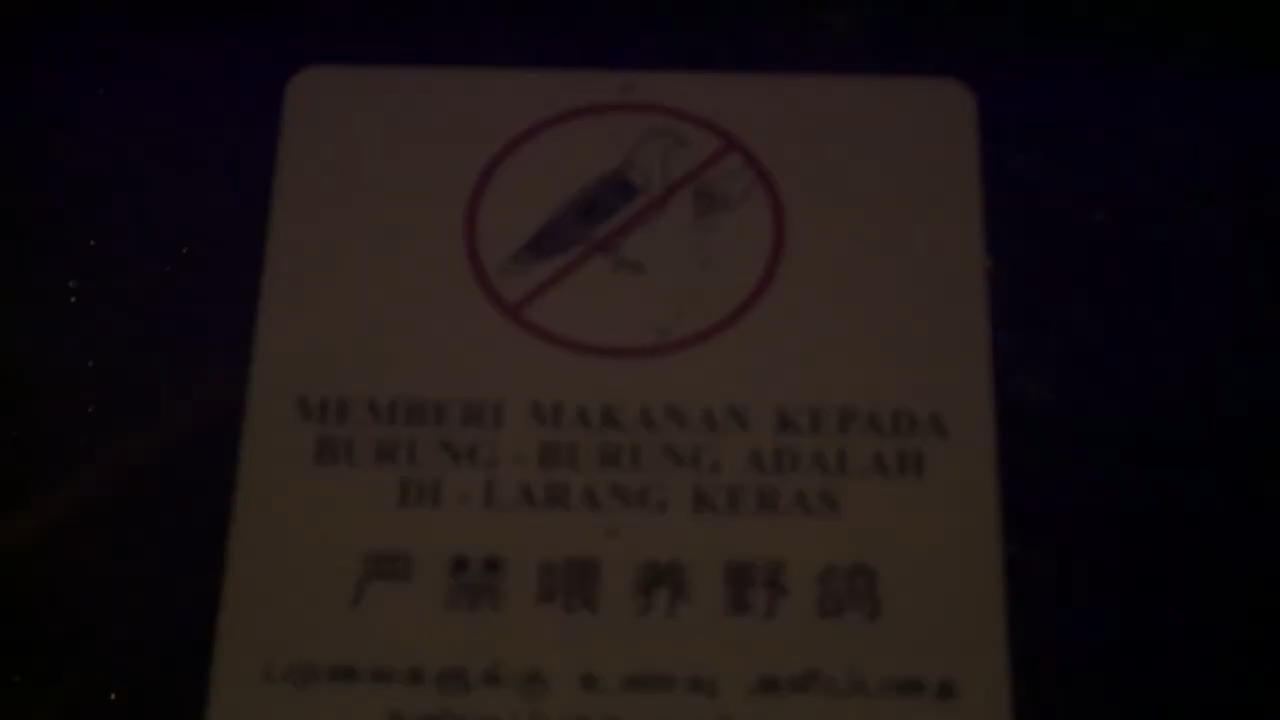 MEMBERI MAKANAN KEPADA
BURUNG - BURUNG ADALAH
DI - LARANG KERAS
严禁喂养野鸽